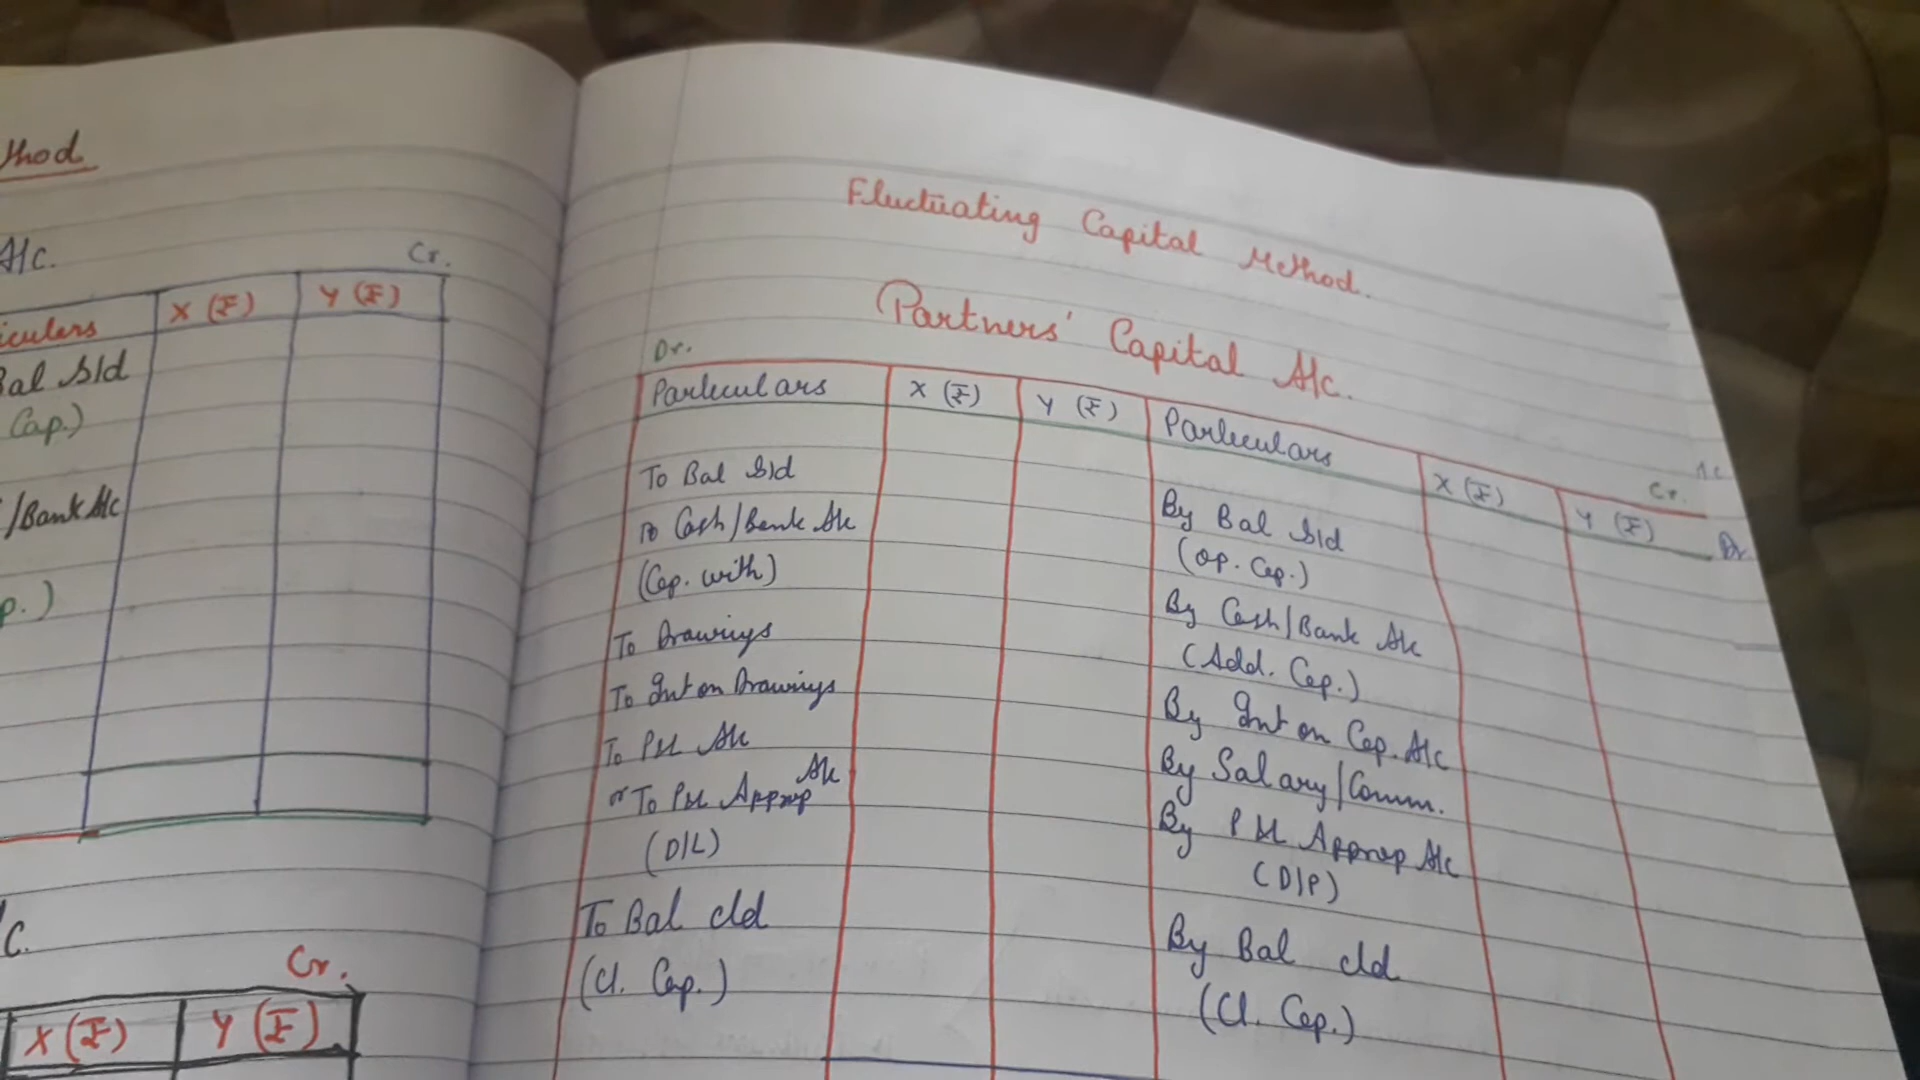 thod
A/c.
Cr.
iculars
X (₹)
Y (₹)
Bal b/d
Cap.)
/Bank A/c
p.)
C.
Cr.
X (₹)
Y (₹)
Fluctuating Capital Method.
Partners' Capital A/c.
Dr.
Cr.
Particulars
X (₹)
Y (₹)
Particulars
X (₹)
Y (₹)
To Bal b/d
To Cash/Bank A/c
(Cap. with)
To Drawings
To Int on Drawings
To P&L A/c
or To P&L Approp A/c
(D/L)
To Bal c/d
(Cl. Cap.)
By Bal b/d
(Op. Cap.)
By Cash/Bank A/c
(Add. Cap.)
By Int on Cap. A/c
By Salary/Comm.
By P&L Approp A/c
(D/P)
By Bal c/d
(Cl. Cap.)
Dr